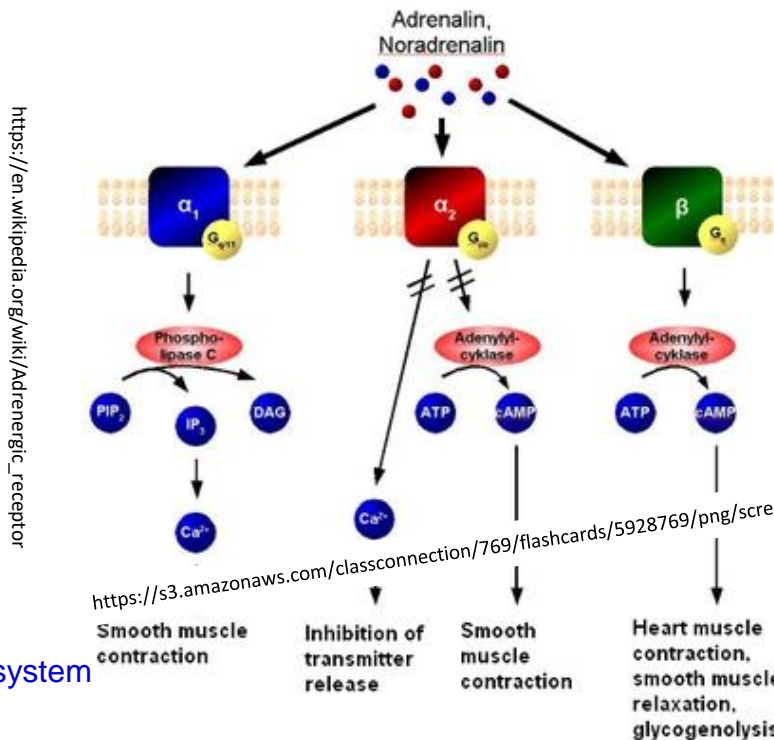 Adrenalin,
Noradrenalin
https://en.wikipedia.org/wiki/Adrenergic_receptor
α₁
α₂
β
G
G
G
Phospho-
lipase C
Adenylyl-
cyklase
Adenylyl-
cyklase
PIP₂
IP₃
DAG
ATP
cAMP
ATP
cAMP
Ca²⁺
Ca²⁺
https://s3.amazonaws.com/classconnection/769/flashcards/5928769/png/scre
Smooth muscle
contraction
Inhibition of
transmitter
release
Smooth
muscle
contraction
Heart muscle
contraction,
smooth muscle
relaxation,
glycogenolysis
system